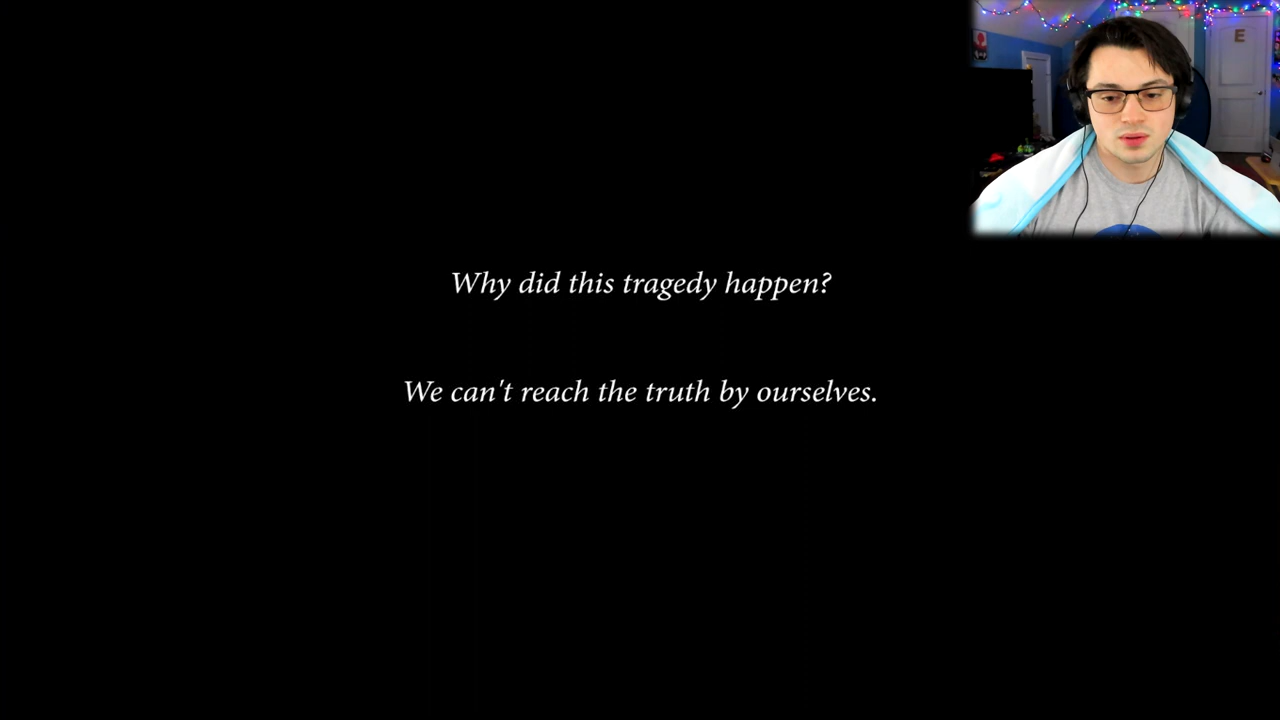 E
Why did this tragedy happen?
We can't reach the truth by ourselves.